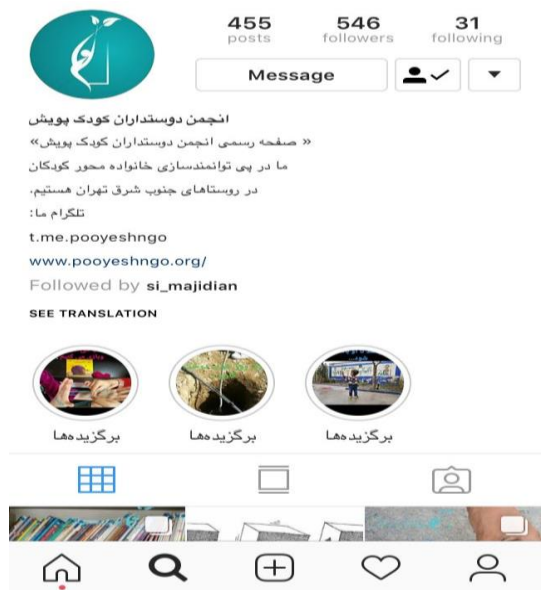 455 546 31
posts followers following
Message
انجمن دوستداران کودک پویش
« صفحه رسمی انجمن دوستداران کودک پویش»
ما در پی توانمندسازی خانواده محور کودکان
در روستاهای جنوب شرق تهران هستیم.
تلگرام ما:
t.me.pooyeshngo
www.pooyeshngo.org/
Followed by si_majidian
SEE TRANSLATION
برگزیده‌ها برگزیده‌ها برگزیده‌ها